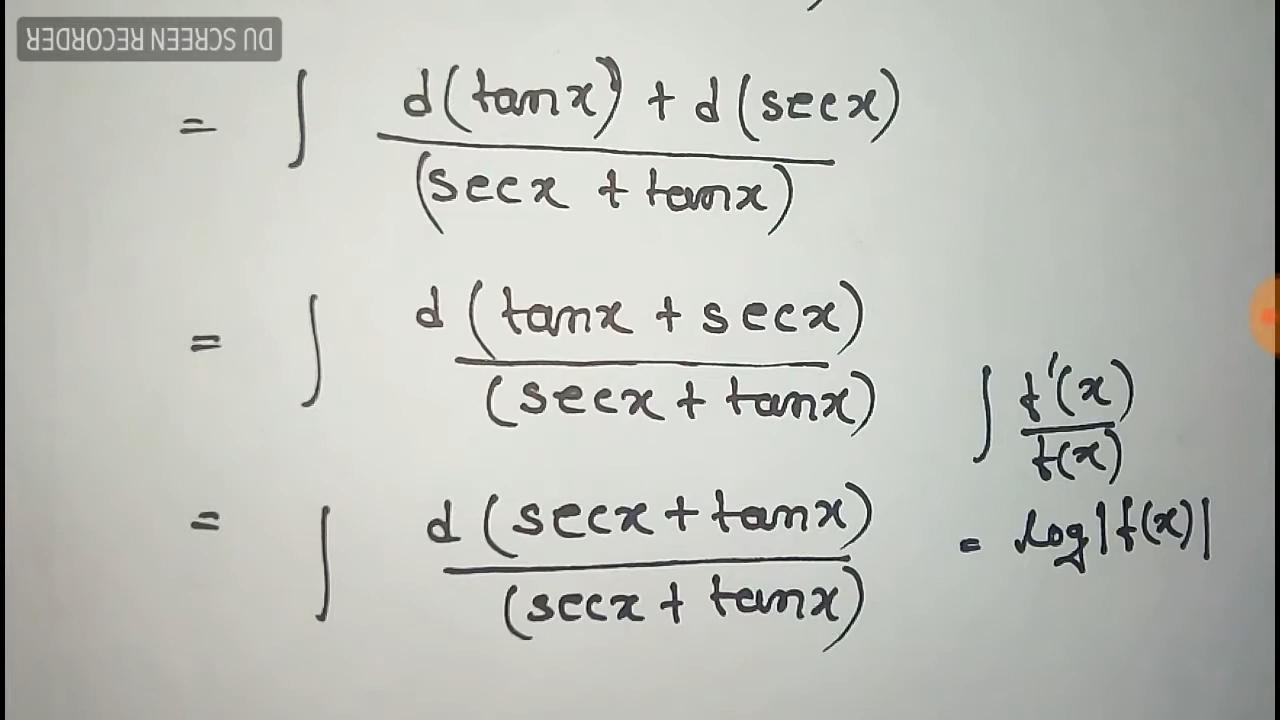 DU SCREEN RECORDER
= ∫ d(tanx) + d(secx) / (secx + tanx)
= ∫ d(tanx + secx) / (secx + tanx)
∫ f'(x) / f(x)
= log|f(x)|
= ∫ d(secx + tanx) / (secx + tanx)